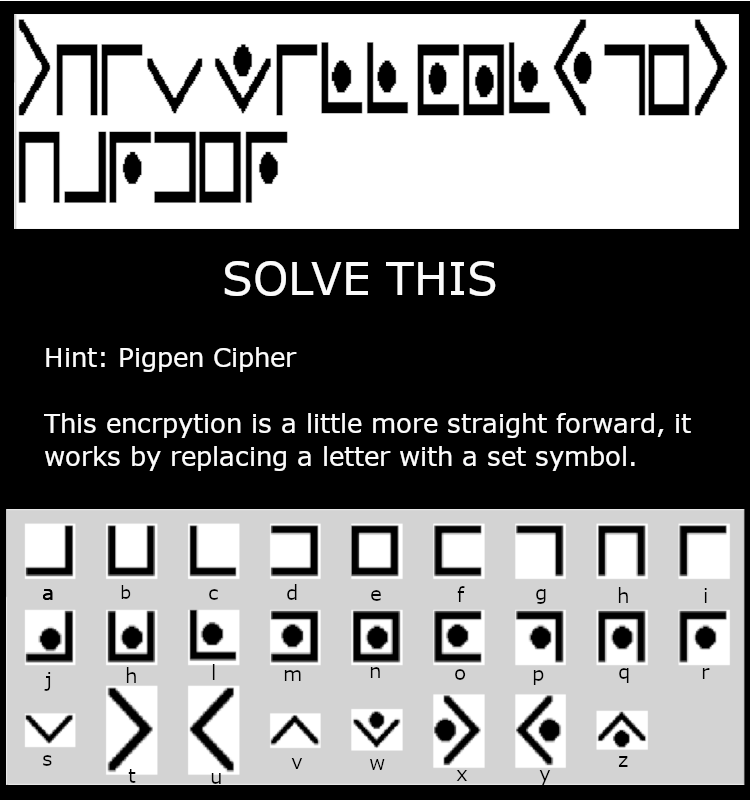 SOLVE THIS
Hint: Pigpen Cipher
This encrpytion is a little more straight forward, it
works by replacing a letter with a set symbol.
a b c d e f g h i
j h l m n o p q r
s t u v w x y z